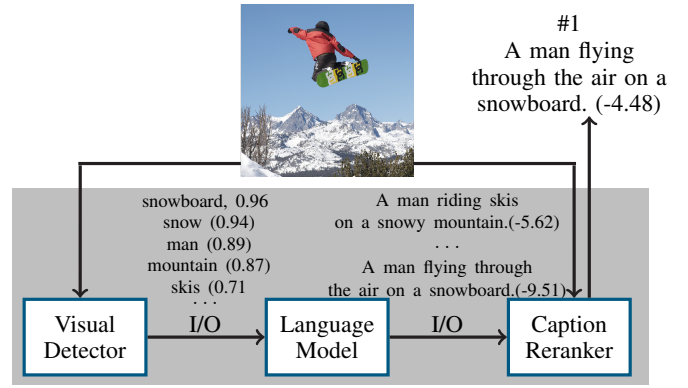 #1
A man flying
through the air on a
snowboard. (-4.48)
snowboard, 0.96
snow (0.94)
man (0.89)
mountain (0.87)
skis (0.71
. . .
A man riding skis
on a snowy mountain.(-5.62)
. . .
A man flying through
the air on a snowboard.(-9.51)
Visual
Detector
I/O
Language
Model
I/O
Caption
Reranker